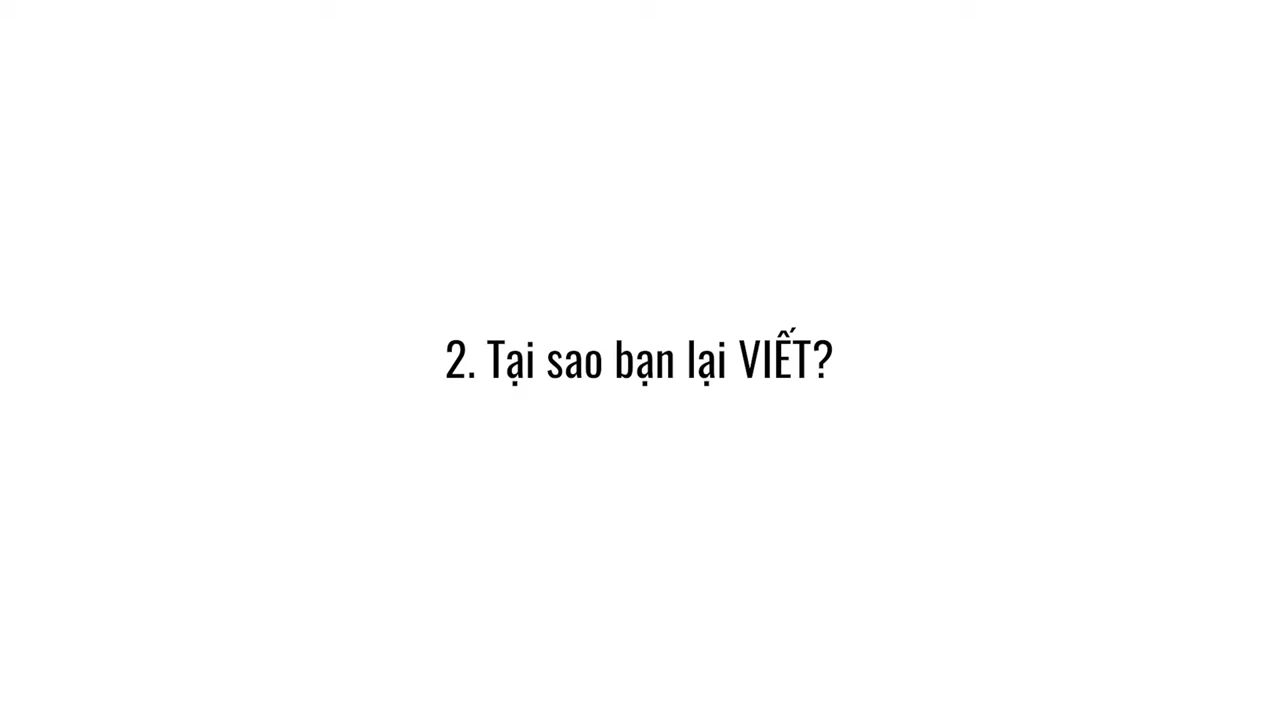 2. Tại sao bạn lại VIẾT?